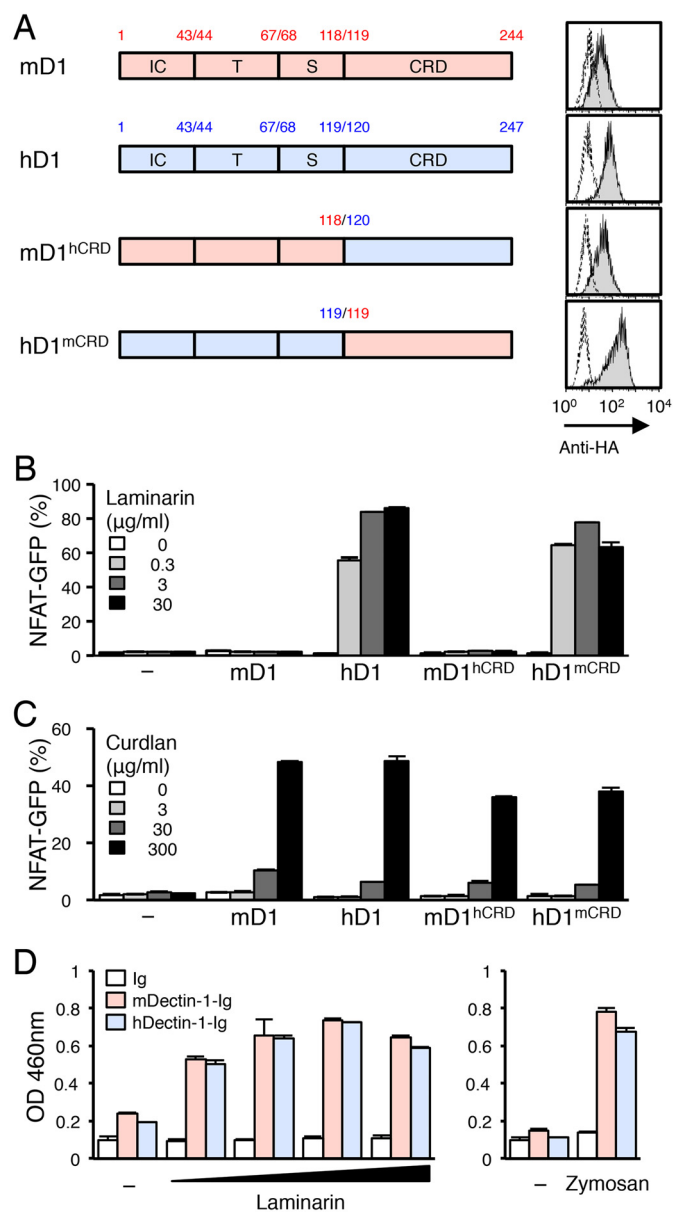 A
1 43/44 67/68 118/119 244
mD1 IC T S CRD
1 43/44 67/68 119/120 247
hD1 IC T S CRD
118/120
mD1hCRD
119/119
hD1mCRD
10⁰ 10² 10⁴
Anti-HA
B
NFAT-GFP (%)
100
80
60
40
20
0
Laminarin
(μg/ml)
0
0.3
3
30
– mD1 hD1 mD1hCRD hD1mCRD
C
NFAT-GFP (%)
60
40
20
0
Curdlan
(μg/ml)
0
3
30
300
– mD1 hD1 mD1hCRD hD1mCRD
D
OD 460nm
1
0.8
0.6
0.4
0.2
0
Ig
mDectin-1-Ig
hDectin-1-Ig
– Laminarin
1
0.8
0.6
0.4
0.2
0
– Zymosan